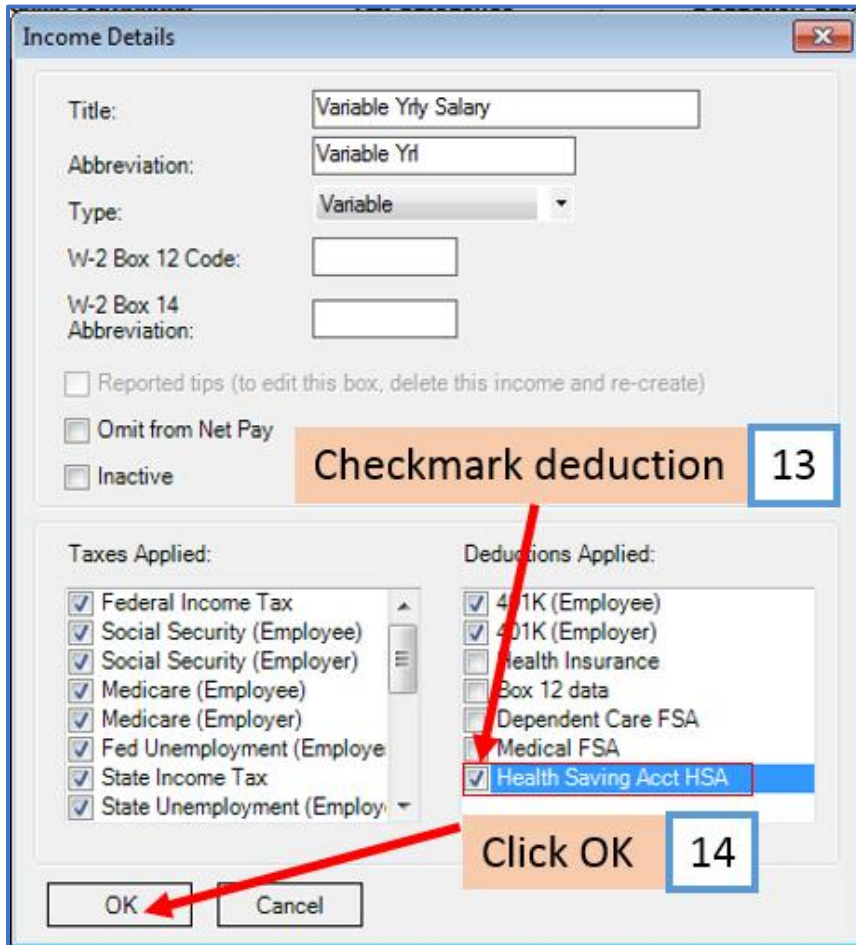 Income Details
Title:
Variable Yrly Salary
Abbreviation:
Variable Yrl
Type:
Variable
W-2 Box 12 Code:
W-2 Box 14
Abbreviation:
Reported tips (to edit this box, delete this income and re-create)
Omit from Net Pay
Inactive
Checkmark deduction 13
Taxes Applied:
Federal Income Tax
Social Security (Employee)
Social Security (Employer)
Medicare (Employee)
Medicare (Employer)
Fed Unemployment (Employe
State Income Tax
State Unemployment (Employ
Deductions Applied:
401K (Employee)
401K (Employer)
Health Insurance
Box 12 data
Dependent Care FSA
Medical FSA
Health Saving Acct HSA
Click OK 14
OK
Cancel